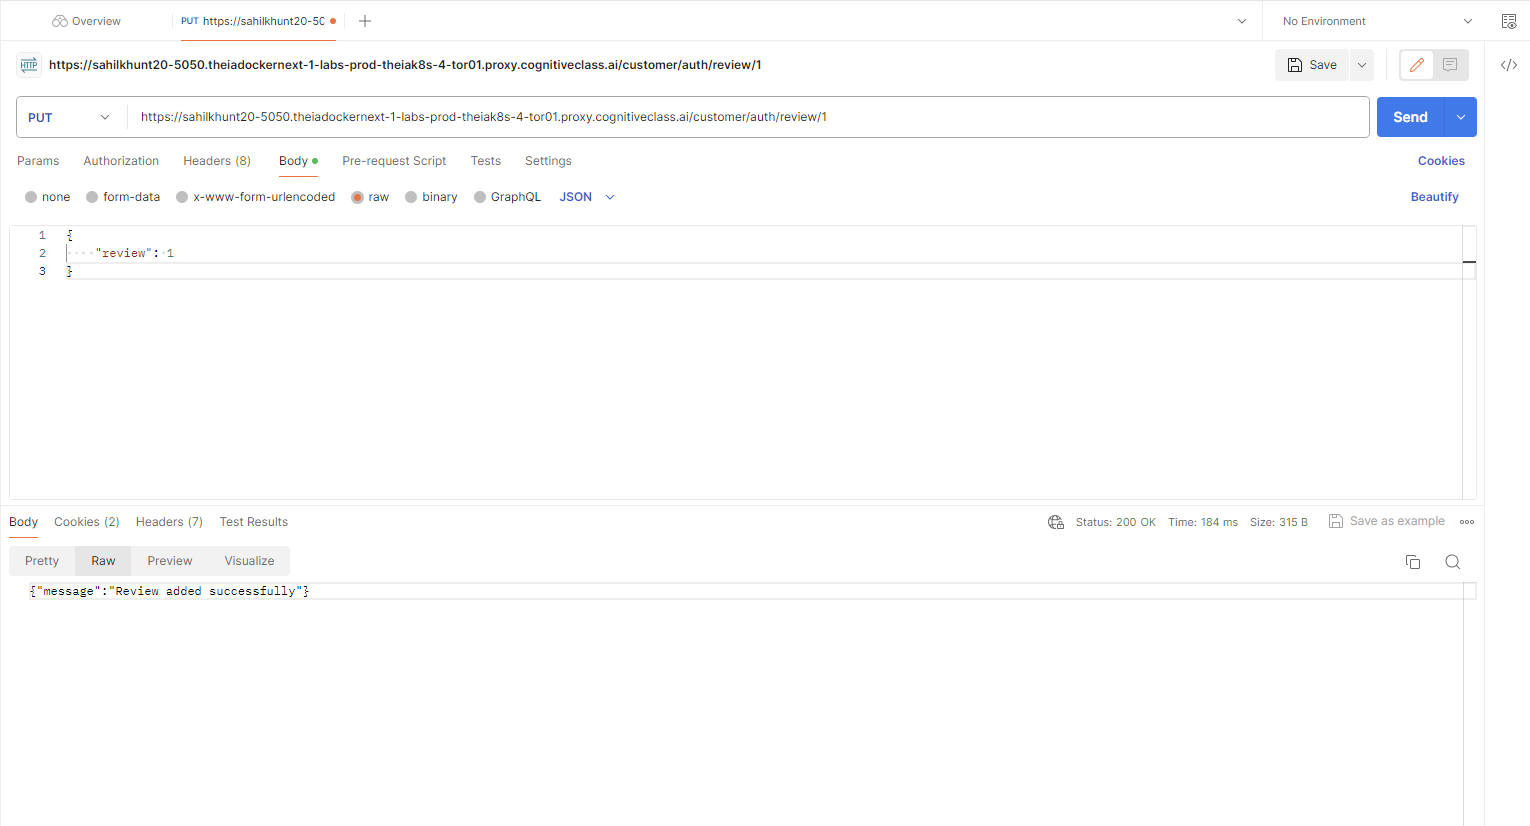 Overview
PUT https://sahilkhunt20-50
No Environment
HTTP
https://sahilkhunt20-5050.theiadockernext-1-labs-prod-theiak8s-4-tor01.proxy.cognitiveclass.ai/customer/auth/review/1
Save
</>
PUT
https://sahilkhunt20-5050.theiadockernext-1-labs-prod-theiak8s-4-tor01.proxy.cognitiveclass.ai/customer/auth/review/1
Send
Params Authorization Headers (8) Body Pre-request Script Tests Settings Cookies
none form-data x-www-form-urlencoded raw binary GraphQL JSON Beautify
1 {
2 ····"review":·1
3 }
Body Cookies (2) Headers (7) Test Results Status: 200 OK Time: 184 ms Size: 315 B Save as example
Pretty Raw Preview Visualize
{"message":"Review added successfully"}